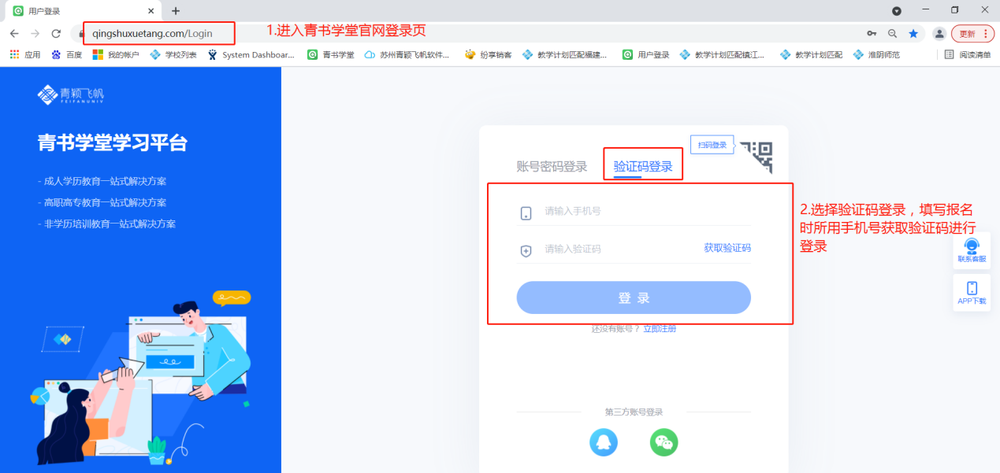 用户登录
qingshuxuetang.com/Login
1.进入青书学堂官网登录页
更新
应用
百度
我的帐户
学校列表
System Dashboar...
青书学堂
苏州青颖飞帆软件...
纷享销客
教学计划匹配福建...
用户登录
教学计划匹配镇江...
教学计划匹配
淮阴师范
阅读清单
青颖飞帆
FEIFANUNIV
青书学堂学习平台
- 成人学历教育一站式解决方案
- 高职高专教育一站式解决方案
- 非学历培训教育一站式解决方案
扫码登录
账号密码登录
验证码登录
请输入手机号
请输入验证码
获取验证码
登 录
还没有账号？立即注册
第三方账号登录
2.选择验证码登录，填写报名
时所用手机号获取验证码进行
登录
联系客服
APP下载